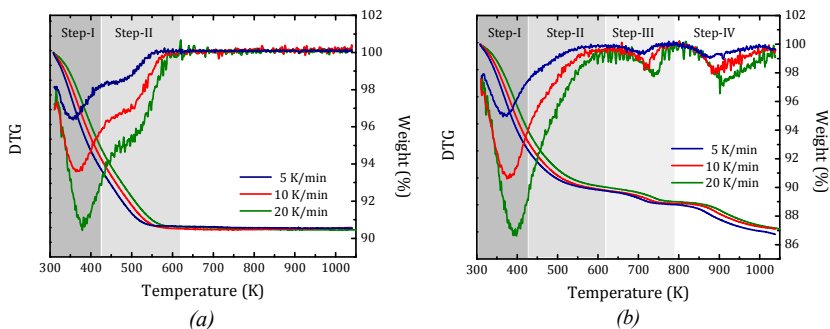 Step-I Step-II
102
100
98
96
94
92
90
DTG
Weight (%)
5 K/min
10 K/min
20 K/min
300 400 500 600 700 800 900 1000
Temperature (K)
(a)
Step-I Step-II Step-III Step-IV
102
100
98
96
94
92
90
88
86
DTG
Weight (%)
5 K/min
10 K/min
20 K/min
300 400 500 600 700 800 900 1000
Temperature (K)
(b)